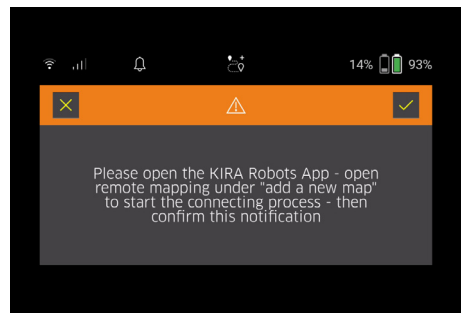 14% 93%
Please open the KIRA Robots App - open
remote mapping under "add a new map"
to start the connecting process - then
confirm this notification